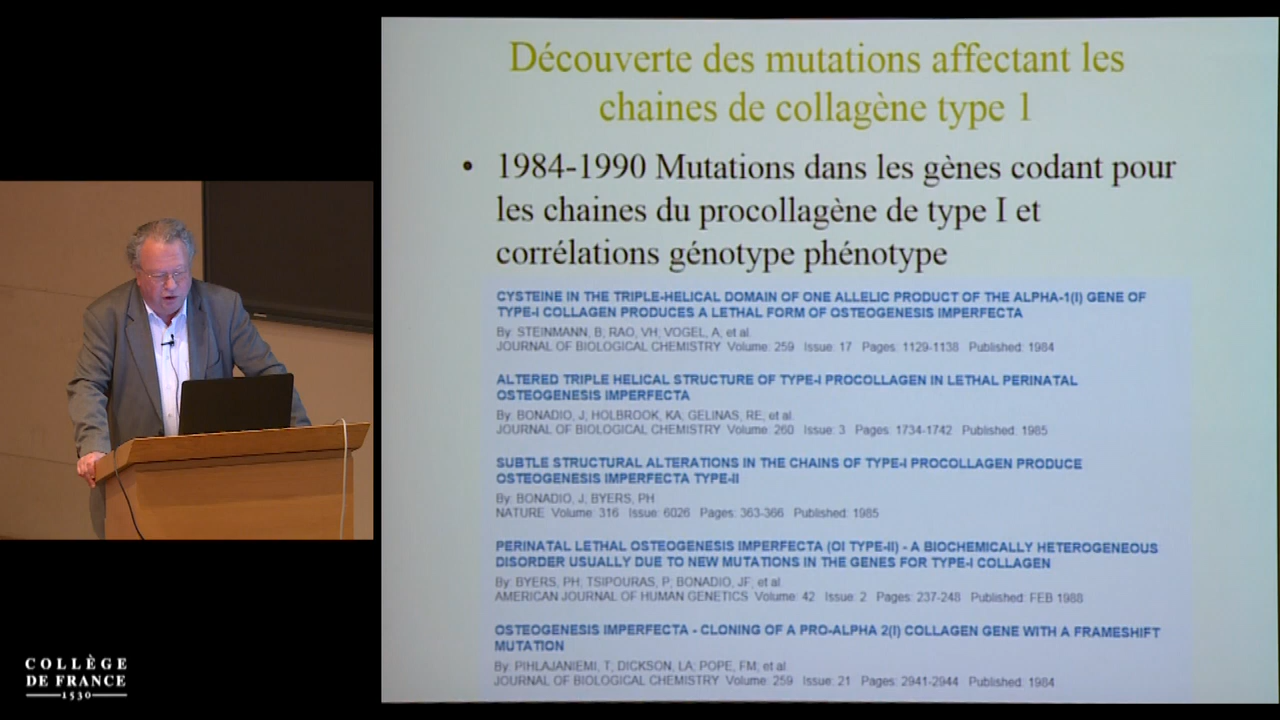 Découverte des mutations affectant les
chaines de collagène type 1
• 1984-1990 Mutations dans les gènes codant pour
les chaines du procollagène de type I et
corrélations génotype phénotype
CYSTEINE IN THE TRIPLE-HELICAL DOMAIN OF ONE ALLELIC PRODUCT OF THE ALPHA-1(I) GENE OF
TYPE-I COLLAGEN PRODUCES A LETHAL FORM OF OSTEOGENESIS IMPERFECTA
By: STEINMANN, B; RAO, VH; VOGEL, A; et al.
JOURNAL OF BIOLOGICAL CHEMISTRY Volume: 259 Issue: 17 Pages: 1129-1138 Published: 1984
ALTERED TRIPLE HELICAL STRUCTURE OF TYPE-I PROCOLLAGEN IN LETHAL PERINATAL
OSTEOGENESIS IMPERFECTA
By: BONADIO, J; HOLBROOK, KA; GELINAS, RE; et al.
JOURNAL OF BIOLOGICAL CHEMISTRY Volume: 260 Issue: 3 Pages: 1734-1742 Published: 1985
SUBTLE STRUCTURAL ALTERATIONS IN THE CHAINS OF TYPE-I PROCOLLAGEN PRODUCE
OSTEOGENESIS IMPERFECTA TYPE-II
By: BONADIO, J; BYERS, PH
NATURE Volume: 316 Issue: 6026 Pages: 363-366 Published: 1985
PERINATAL LETHAL OSTEOGENESIS IMPERFECTA (OI TYPE-II) - A BIOCHEMICALLY HETEROGENEOUS
DISORDER USUALLY DUE TO NEW MUTATIONS IN THE GENES FOR TYPE-I COLLAGEN
By: BYERS, PH; TSIPOURAS, P; BONADIO, JF; et al.
AMERICAN JOURNAL OF HUMAN GENETICS Volume: 42 Issue: 2 Pages: 237-248 Published: FEB 1988
OSTEOGENESIS IMPERFECTA - CLONING OF A PRO-ALPHA 2(I) COLLAGEN GENE WITH A FRAMESHIFT
MUTATION
By: PIHLAJANIEMI, T; DICKSON, LA; POPE, FM; et al.
JOURNAL OF BIOLOGICAL CHEMISTRY Volume: 259 Issue: 21 Pages: 2941-2944 Published: 1984
COLLÈGE
DE FRANCE
1530